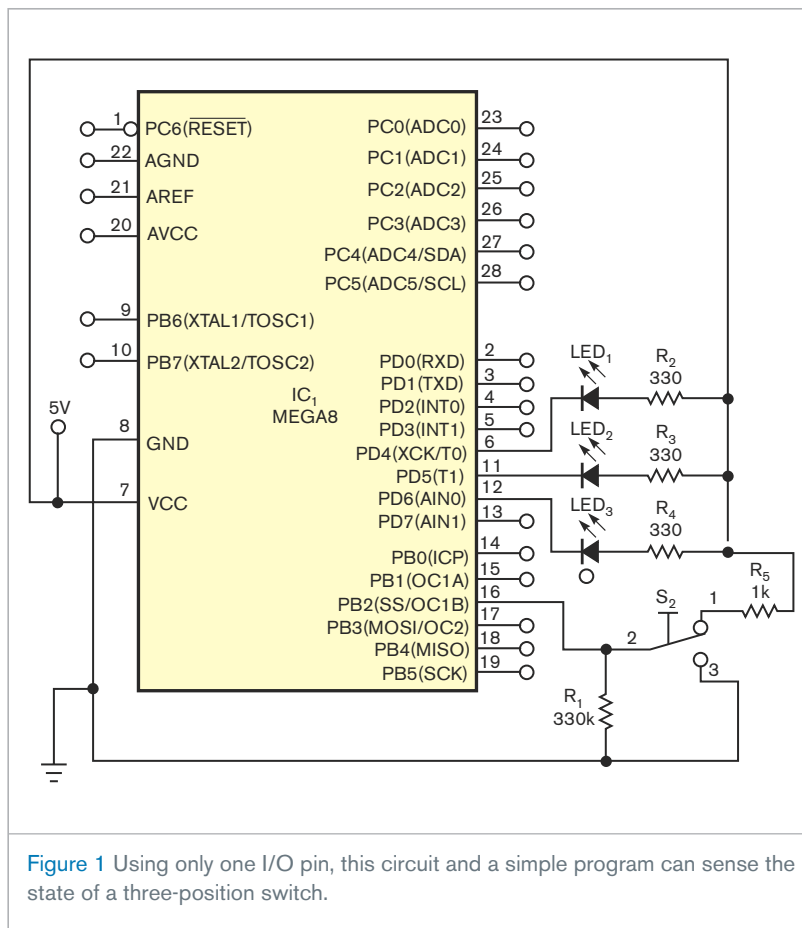 1
PC6(RESET)
22
AGND
21
AREF
20
AVCC
9
PB6(XTAL1/TOSC1)
10
PB7(XTAL2/TOSC2)
IC1
MEGA8
5V
8
GND
7
VCC
PC0(ADC0)
23
PC1(ADC1)
24
PC2(ADC2)
25
PC3(ADC3)
26
PC4(ADC4/SDA)
27
PC5(ADC5/SCL)
28
PD0(RXD)
2
PD1(TXD)
3
PD2(INT0)
4
PD3(INT1)
5
PD4(XCK/T0)
6
PD5(T1)
11
PD6(AIN0)
12
PD7(AIN1)
13
PB0(ICP)
14
PB1(OC1A)
15
PB2(SS/OC1B)
16
PB3(MOSI/OC2)
17
PB4(MISO)
18
PB5(SCK)
19
LED1
R2
330
LED2
R3
330
LED3
R4
330
R5
1k
S2
1
2
3
R1
330k
Figure 1 Using only one I/O pin, this circuit and a simple program can sense the
state of a three-position switch.